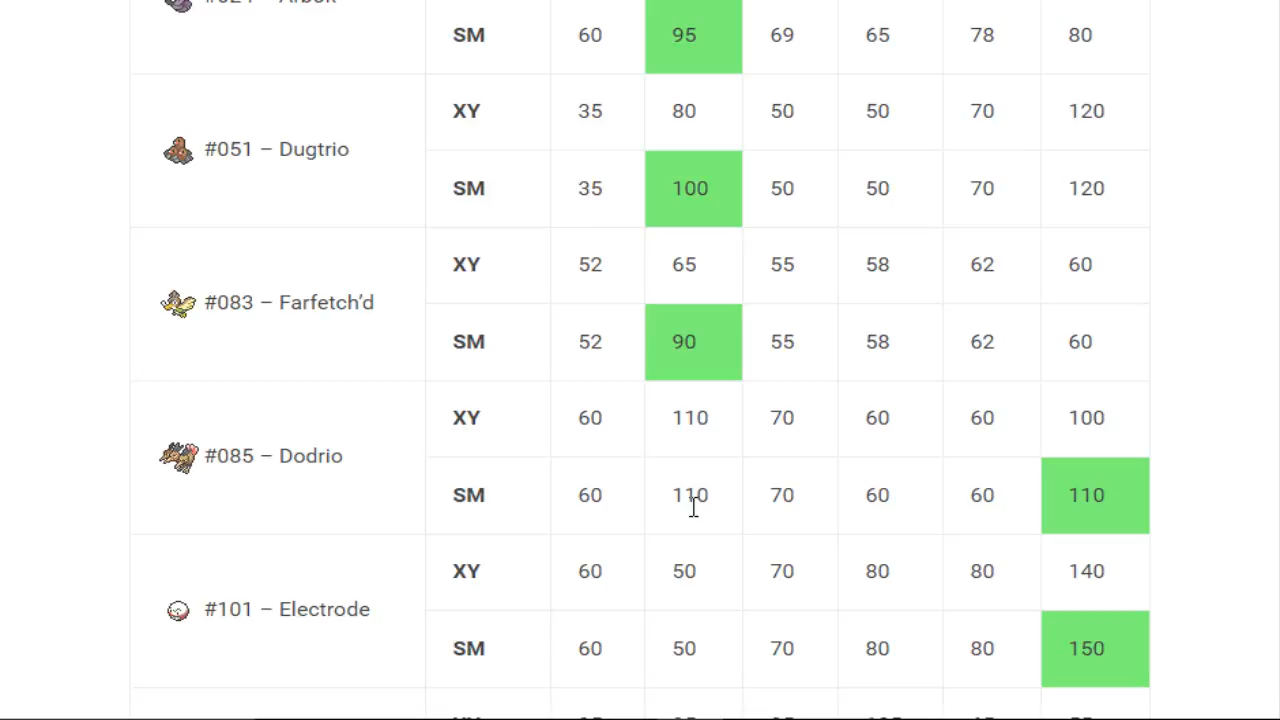 #024 – Arbok
SM 60 95 69 65 78 80
XY 35 80 50 50 70 120
#051 – Dugtrio
SM 35 100 50 50 70 120
XY 52 65 55 58 62 60
#083 – Farfetch’d
SM 52 90 55 58 62 60
XY 60 110 70 60 60 100
#085 – Dodrio
SM 60 110 70 60 60 110
XY 60 50 70 80 80 140
#101 – Electrode
SM 60 50 70 80 80 150